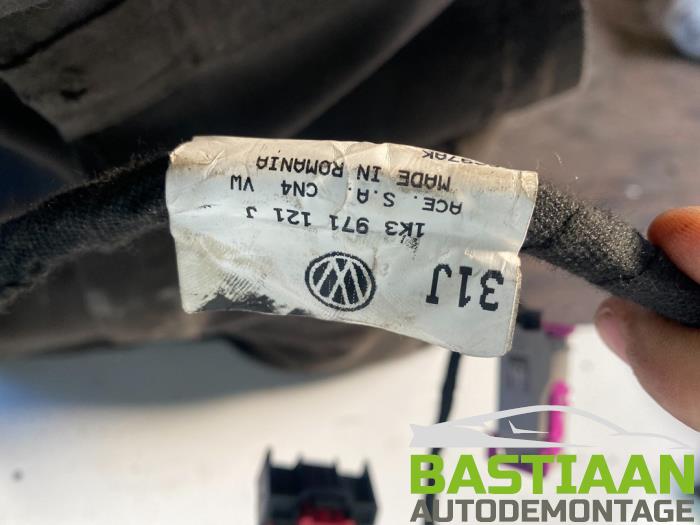 31J
1K3 971 121 J
ACE. S.A. CN4 VW
MADE IN ROMANIA
BASTIAAN
AUTODEMONTAGE